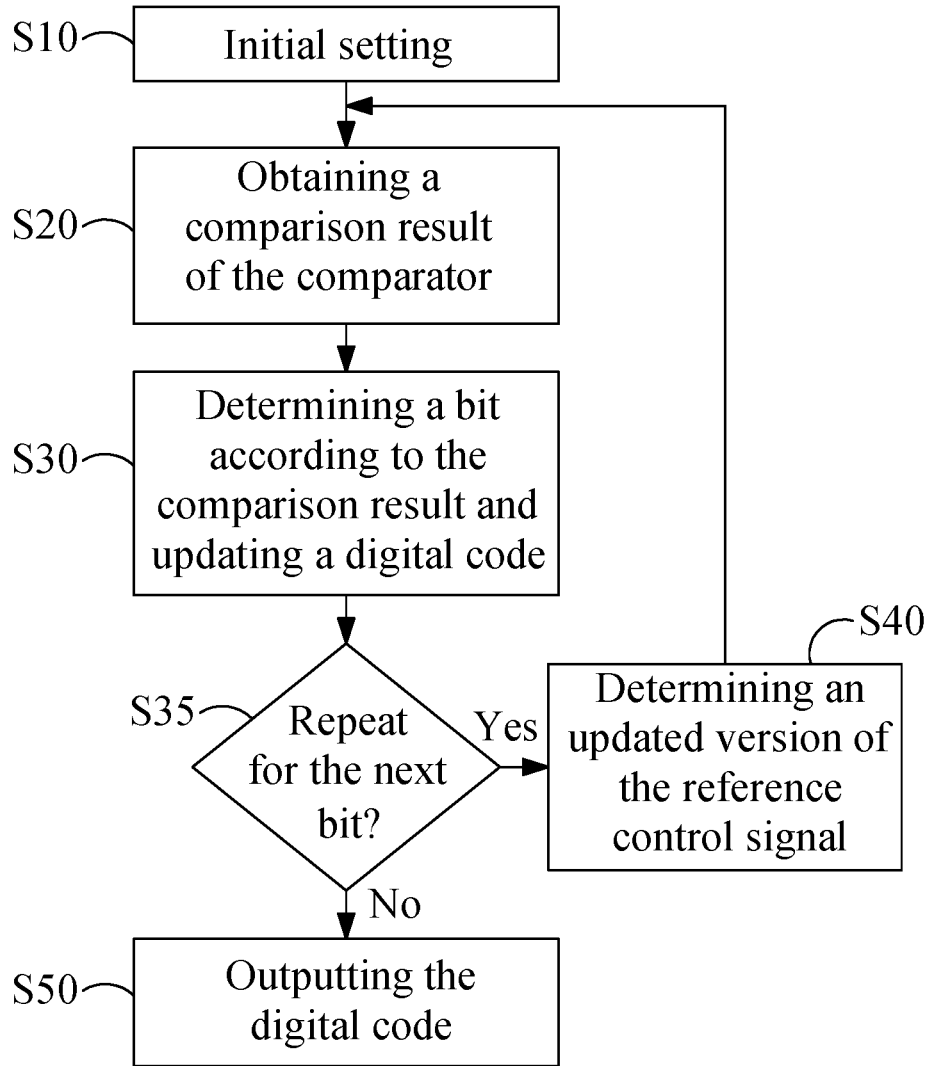 S10
Initial setting
S20
Obtaining a
comparison result
of the comparator
S30
Determining a bit
according to the
comparison result and
updating a digital code
S35
Repeat
for the next
bit?
Yes
S40
Determining an
updated version of
the reference
control signal
No
S50
Outputting the
digital code